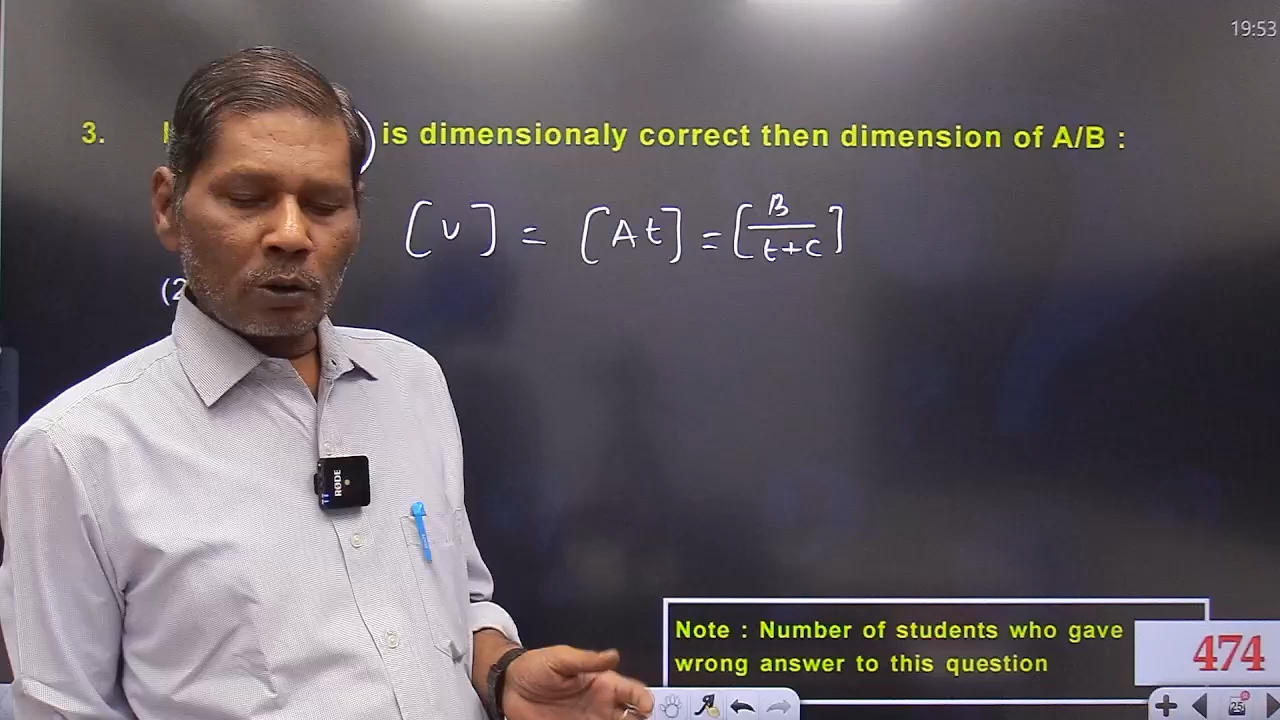 19:53
3. is dimensionaly correct then dimension of A/B :
[v] = [At] = [B/(t+c)]
(2
RØDE
Note : Number of students who gave
wrong answer to this question
474
25